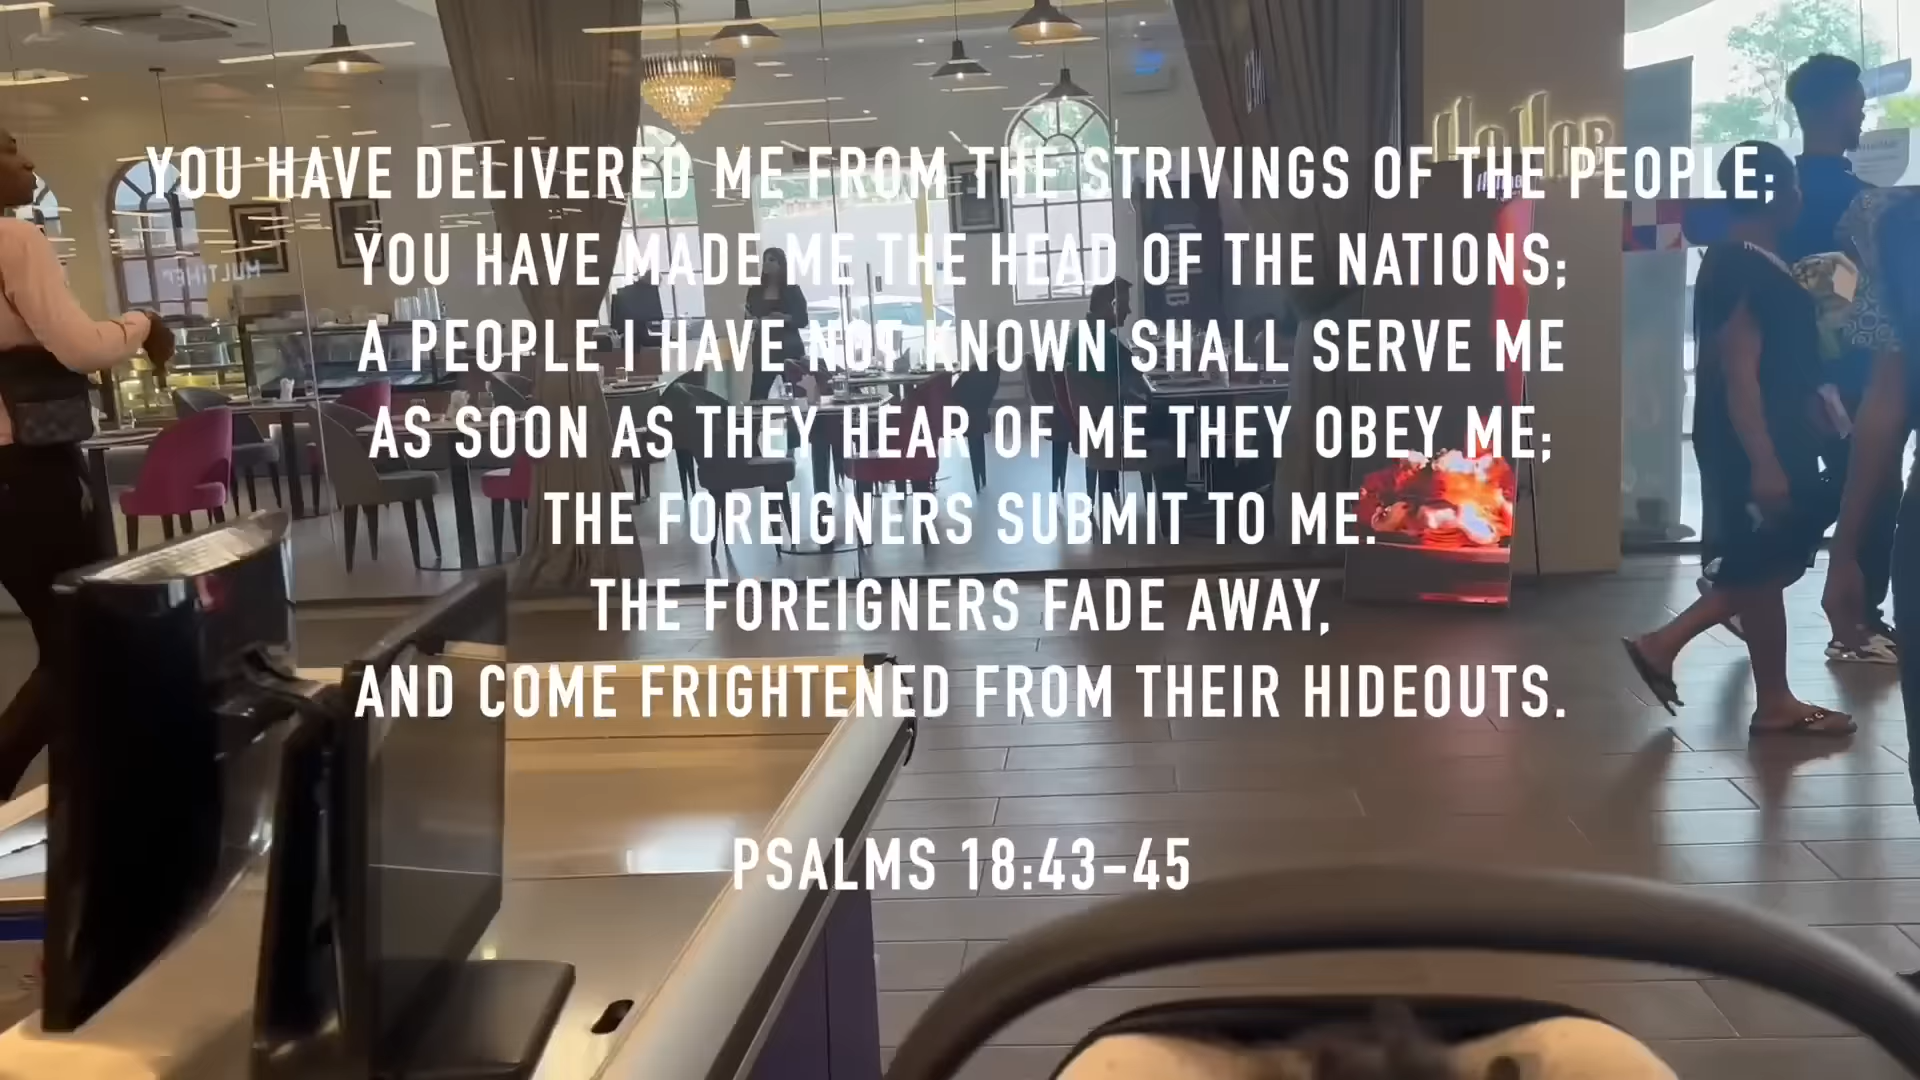 YOU HAVE DELIVERED ME FROM THE STRIVINGS OF THE PEOPLE;
YOU HAVE MADE ME THE HEAD OF THE NATIONS;
A PEOPLE I HAVE NOT KNOWN SHALL SERVE ME
AS SOON AS THEY HEAR OF ME THEY OBEY ME;
THE FOREIGNERS SUBMIT TO ME.
THE FOREIGNERS FADE AWAY,
AND COME FRIGHTENED FROM THEIR HIDEOUTS.
PSALMS 18:43-45